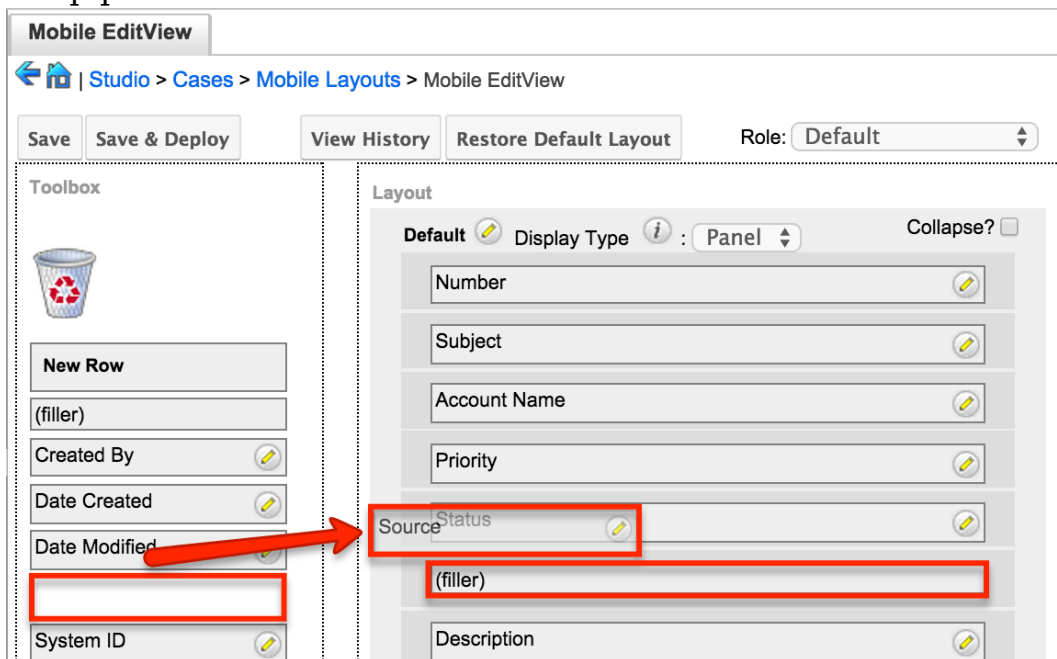 Mobile EditView
| Studio > Cases > Mobile Layouts > Mobile EditView
Save Save & Deploy View History Restore Default Layout Role: Default
Toolbox
Layout
Default Display Type i : Panel Collapse?
Number
Subject
New Row
Account Name
(filler)
Created By
Priority
Date Created
Source
Status
Date Modified
(filler)
System ID
Description